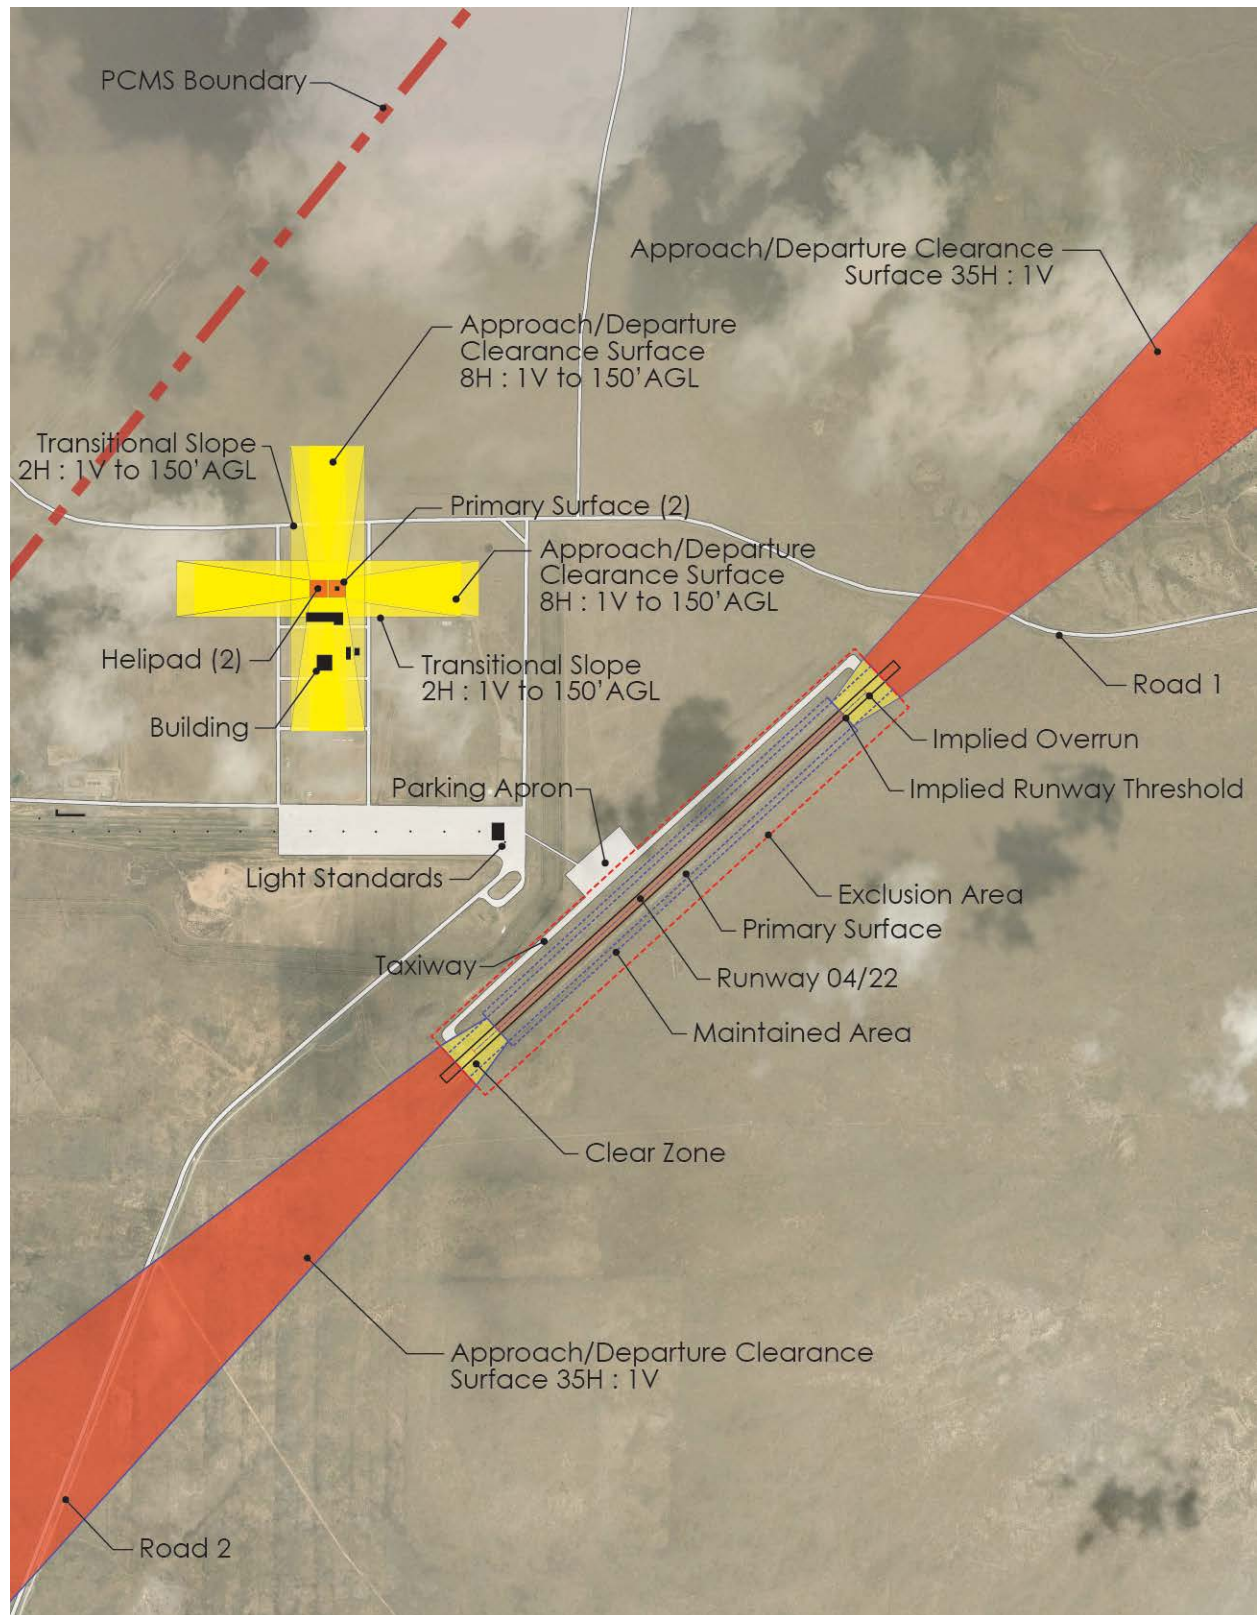 PCMS Boundary
Approach/Departure Clearance
Surface 35H : 1V
Approach/Departure
Clearance Surface
8H : 1V to 150'AGL
Transitional Slope
2H : 1V to 150'AGL
Primary Surface (2)
Approach/Departure
Clearance Surface
8H : 1V to 150'AGL
Helipad (2)
Transitional Slope
2H : 1V to 150'AGL
Road 1
Building
Implied Overrun
Parking Apron
Implied Runway Threshold
Light Standards
Exclusion Area
Primary Surface
Taxiway
Runway 04/22
Maintained Area
Clear Zone
Approach/Departure Clearance
Surface 35H : 1V
Road 2